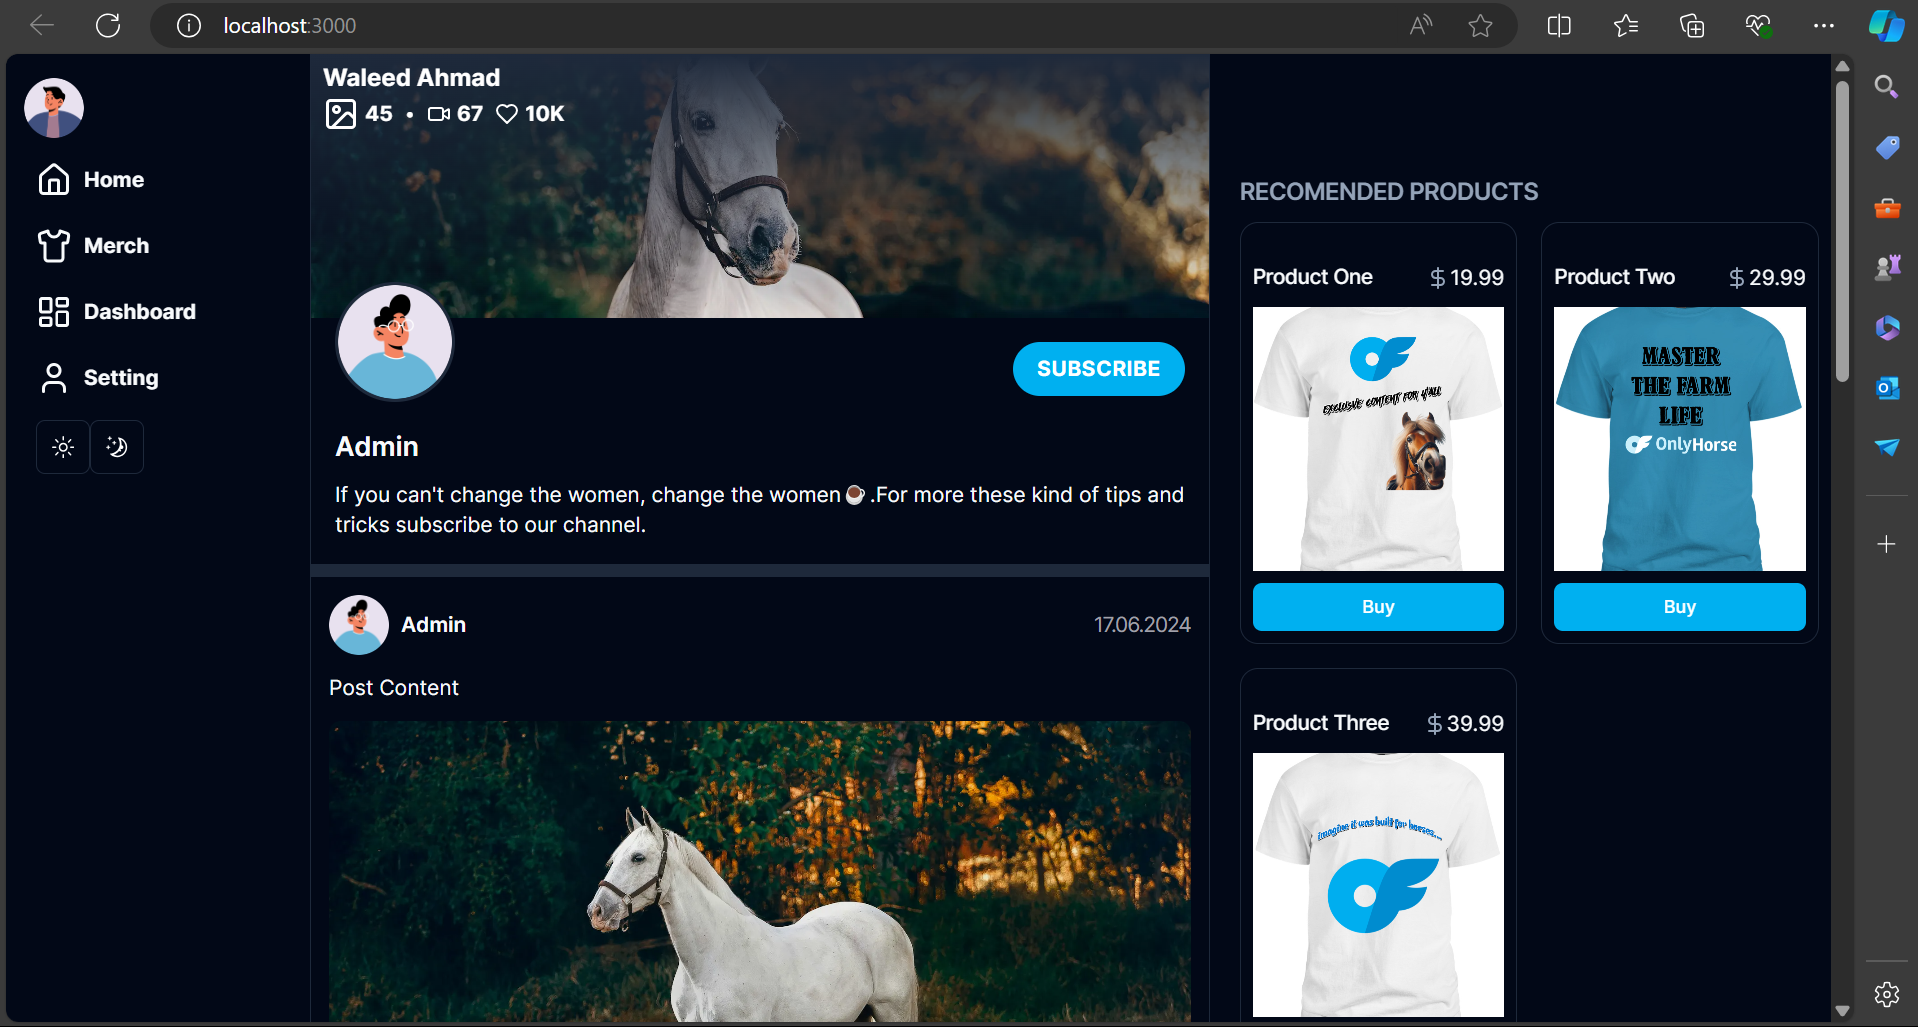 localhost:3000
Home
Merch
Dashboard
Setting
Waleed Ahmad
45 • 67 10K
SUBSCRIBE
Admin
If you can't change the women, change the women☕.For more these kind of tips and
tricks subscribe to our channel.
Admin
17.06.2024
Post Content
RECOMENDED PRODUCTS
Product One
$19.99
EXCLUSIVE CONTENT FOR Y'ALL
Buy
Product Two
$29.99
MASTER
THE FARM
LIFE
OnlyHorse
Buy
Product Three
$39.99
imagine it was built for horses...